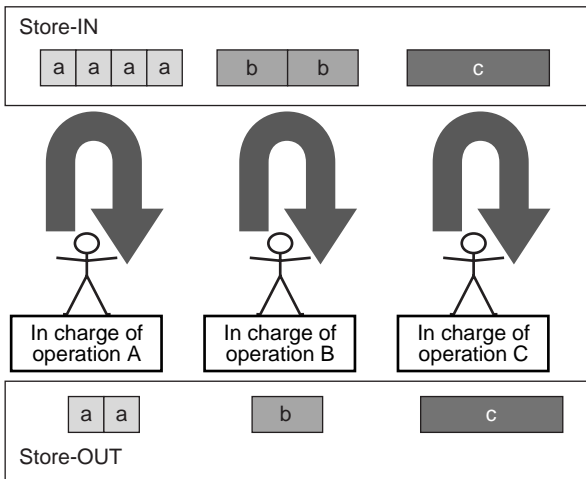 Store-IN
a a a a b b c
In charge of operation A
In charge of operation B
In charge of operation C
a a b c
Store-OUT